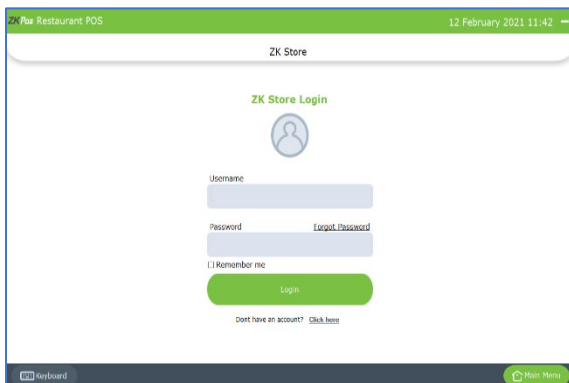 ZKPos Restaurant POS 12 February 2021 11:42
ZK Store
ZK Store Login
Username
Password Forgot Password
Remember me
Login
Dont have an account? Click here
Keyboard Main Menu